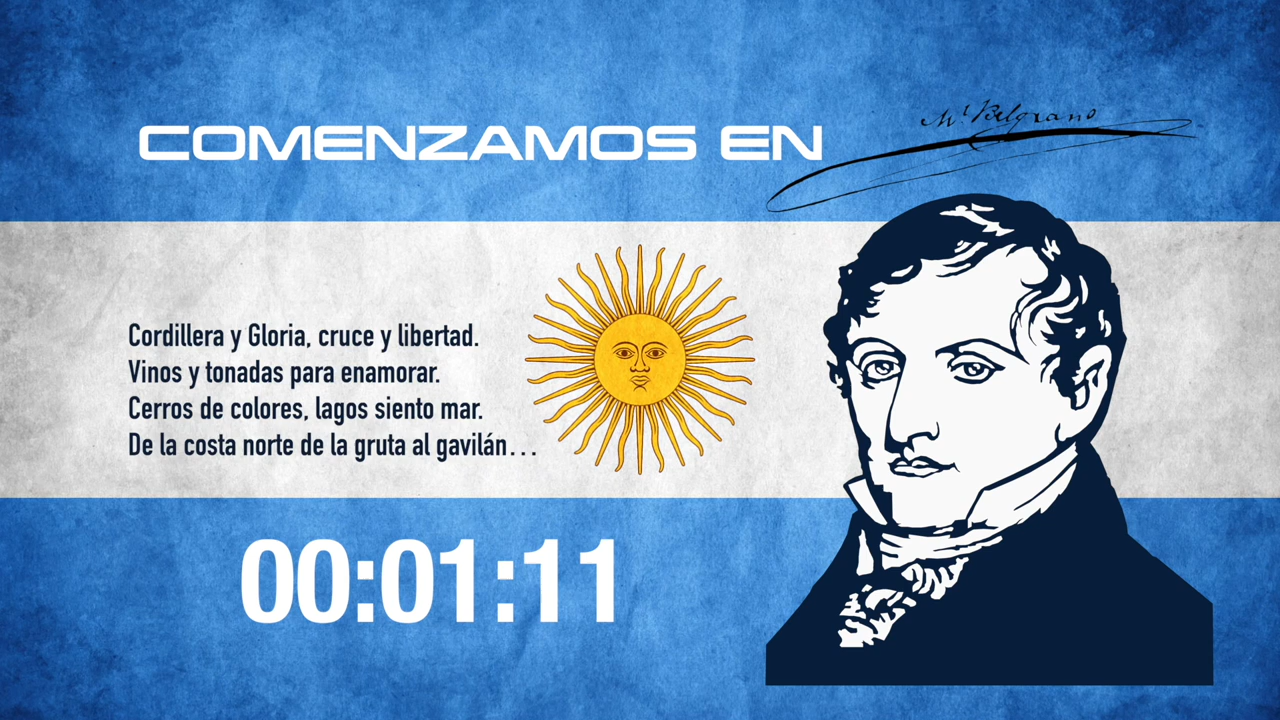 COMENZAMOS EN
Ml Belgrano
Cordillera y Gloria, cruce y libertad.
Vinos y tonadas para enamorar.
Cerros de colores, lagos siento mar.
De la costa norte de la gruta al gavilán...
00:01:11